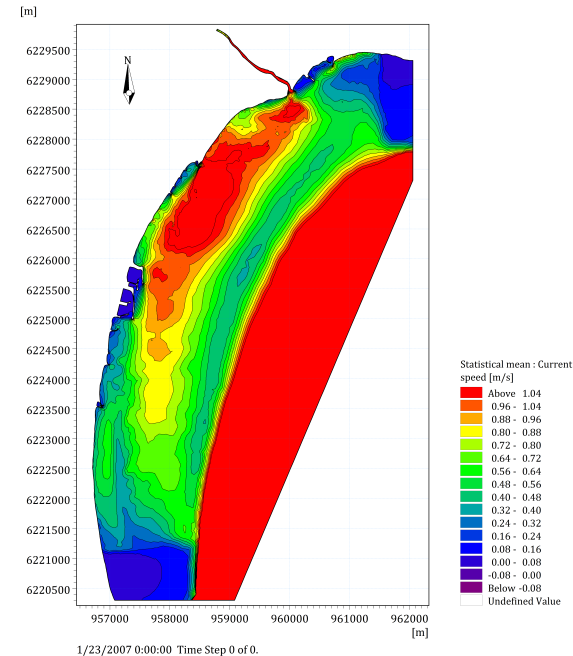 [m]
6229500
6229000
6228500
6228000
6227500
6227000
6226500
6226000
6225500
6225000
6224500
6224000
6223500
6223000
6222500
6222000
6221500
6221000
6220500
N
957000 958000 959000 960000 961000 962000
[m]
1/23/2007 0:00:00 Time Step 0 of 0.
Statistical mean : Current
speed [m/s]
Above 1.04
0.96 - 1.04
0.88 - 0.96
0.80 - 0.88
0.72 - 0.80
0.64 - 0.72
0.56 - 0.64
0.48 - 0.56
0.40 - 0.48
0.32 - 0.40
0.24 - 0.32
0.16 - 0.24
0.08 - 0.16
0.00 - 0.08
-0.08 - 0.00
Below -0.08
Undefined Value